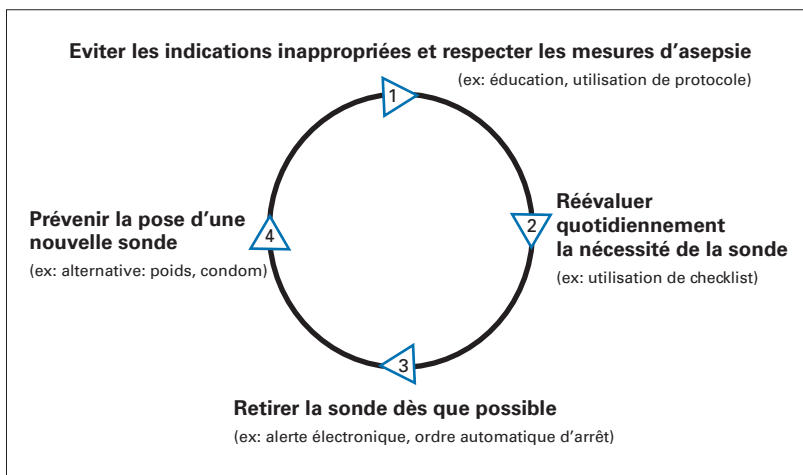 Eviter les indications inappropriées et respecter les mesures d'asepsie
(ex: éducation, utilisation de protocole)
1
Réévaluer
quotidiennement
la nécessité de la sonde
(ex: utilisation de checklist)
2
3
Retirer la sonde dès que possible
(ex: alerte électronique, ordre automatique d'arrêt)
Prévenir la pose d'une
nouvelle sonde
(ex: alternative: poids, condom)
4